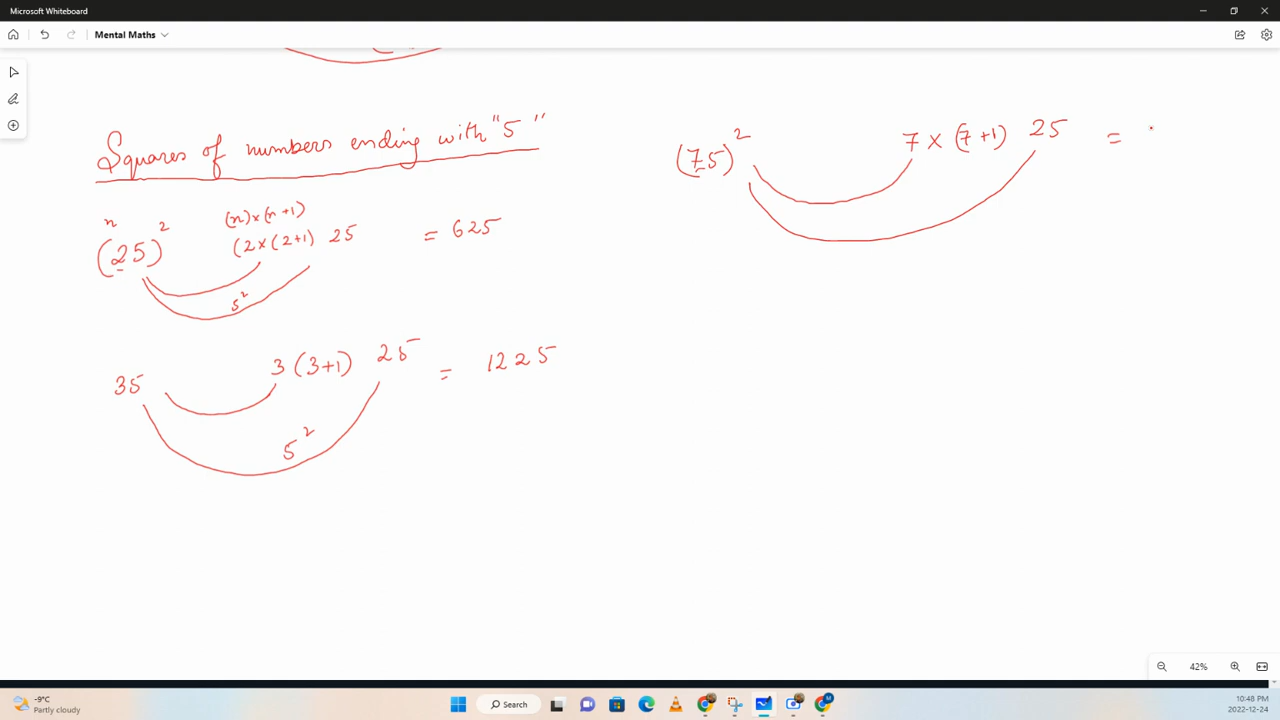 Microsoft Whiteboard
Mental Maths
Squares of numbers ending with "5"
n
(25)² (n)×(n+1)
(2×(2+1) 25 = 625
5²
35 3(3+1) 25 = 1225
5²
(75)² 7×(7+1) 25 =
42%
-9°C
Partly cloudy
Search
10:48 PM
2022-12-24